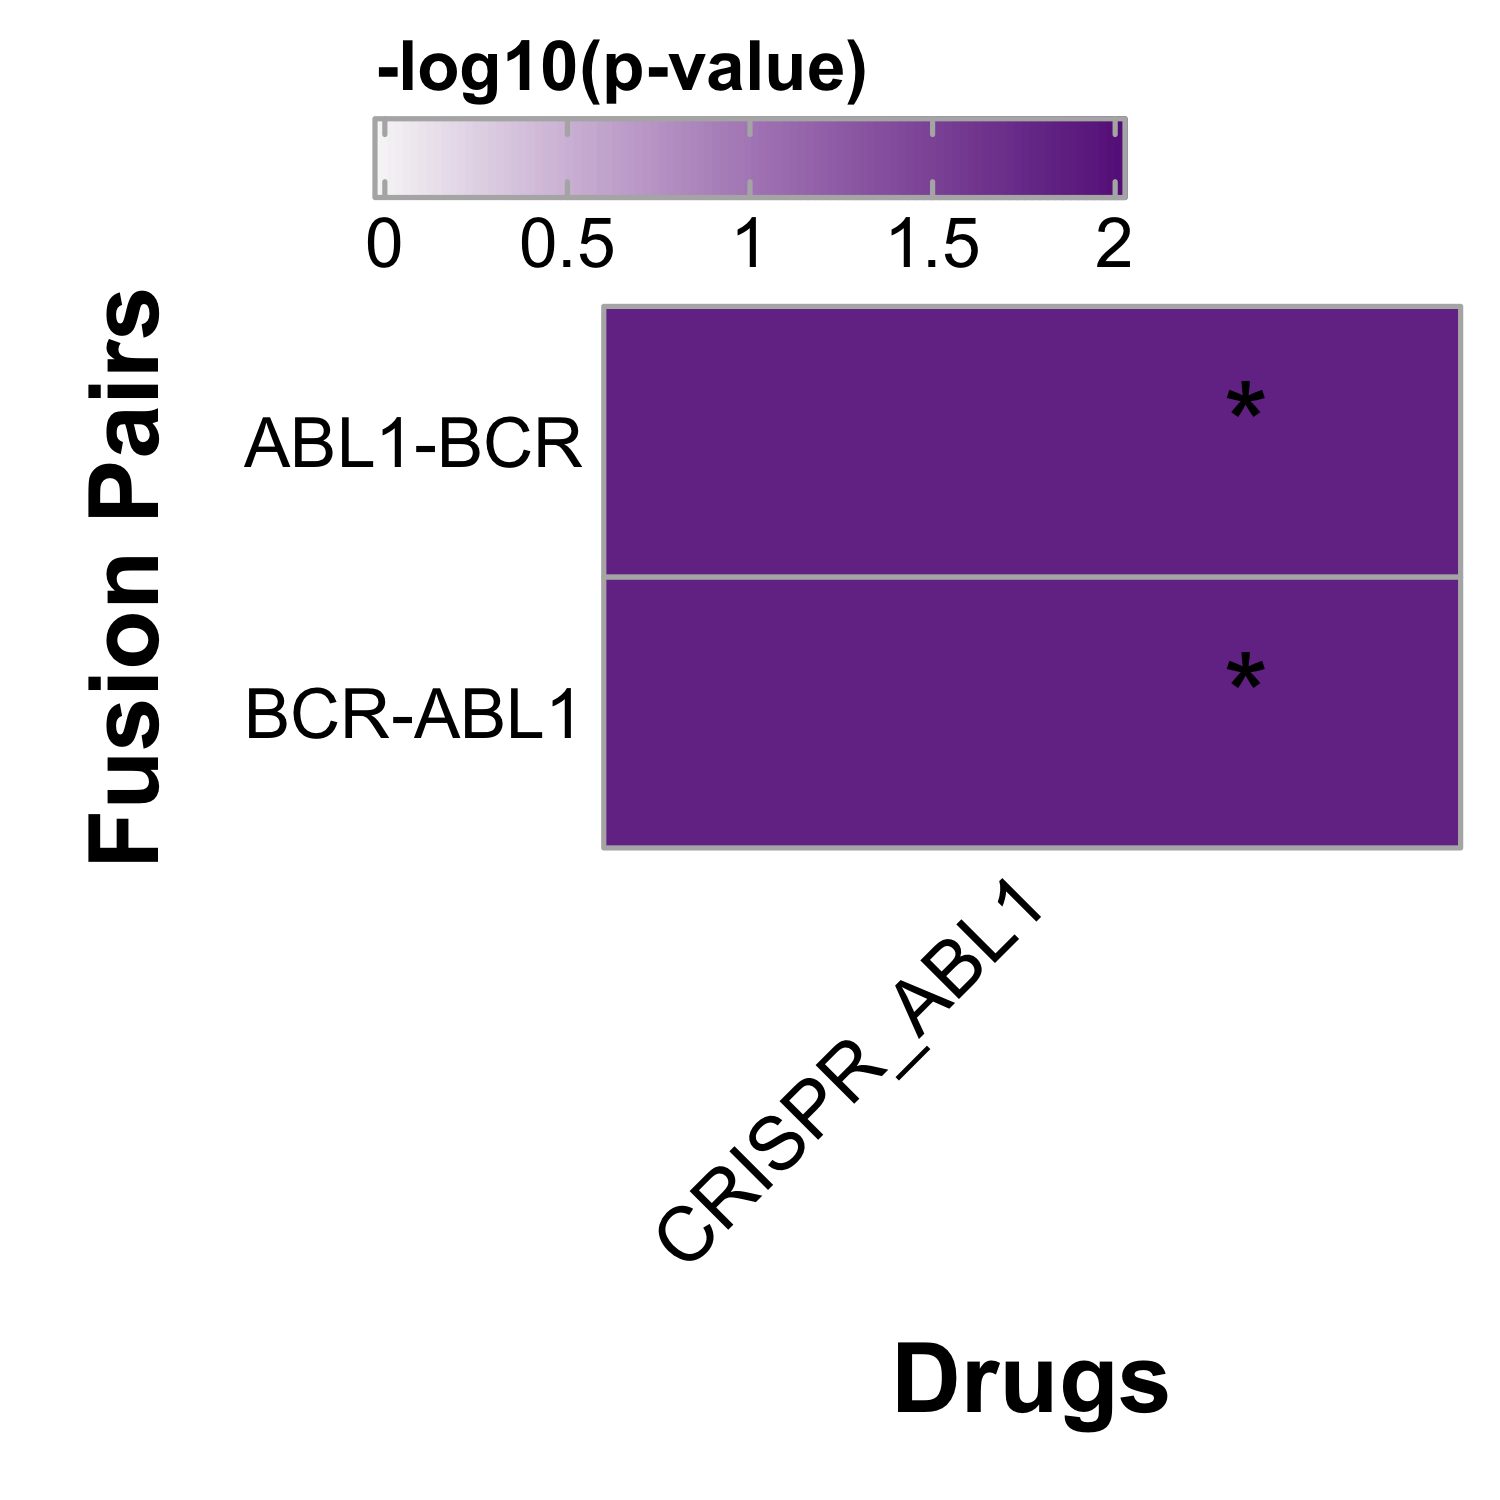 -log10(p-value)
0 0.5 1 1.5 2
Fusion Pairs
ABL1-BCR
*
BCR-ABL1
*
CRISPR_ABL1
Drugs